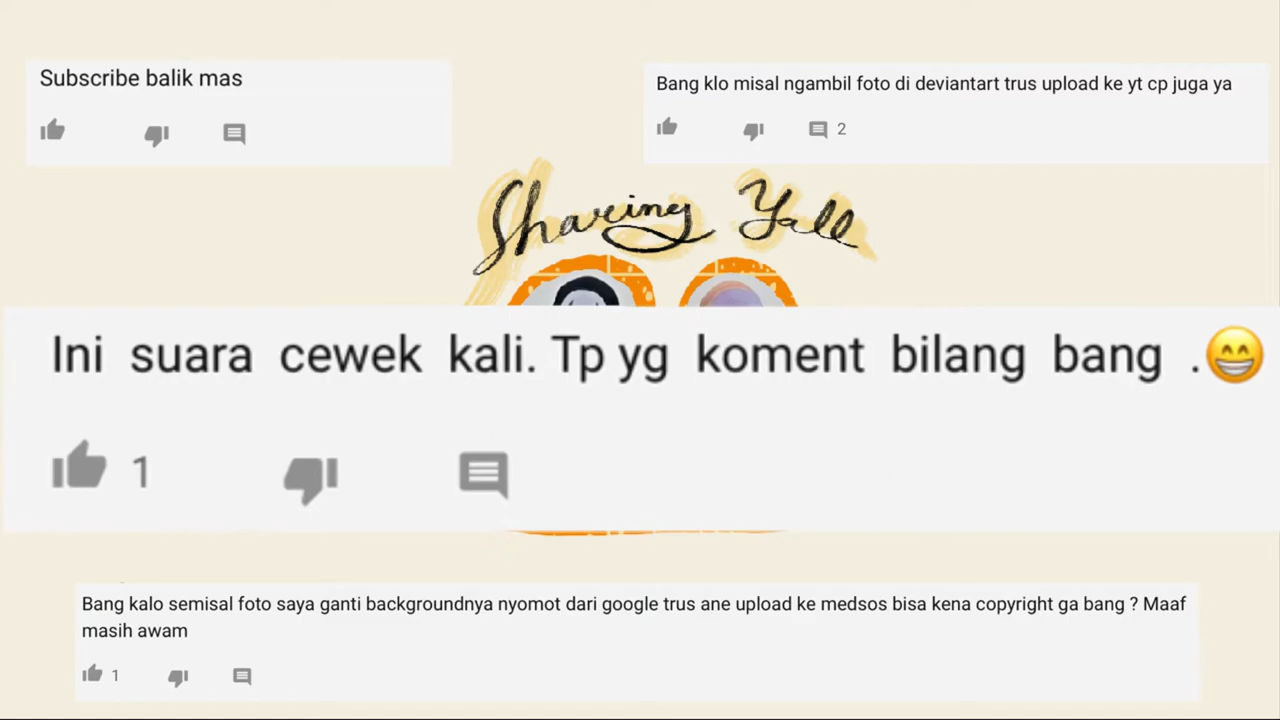 Subscribe balik mas
Bang klo misal ngambil foto di deviantart trus upload ke yt cp juga ya
2
Sharing Yall
Ini suara cewek kali. Tp yg koment bilang bang .😁
1
Bang kalo semisal foto saya ganti backgroundnya nyomot dari google trus ane upload ke medsos bisa kena copyright ga bang ? Maaf
masih awam
1